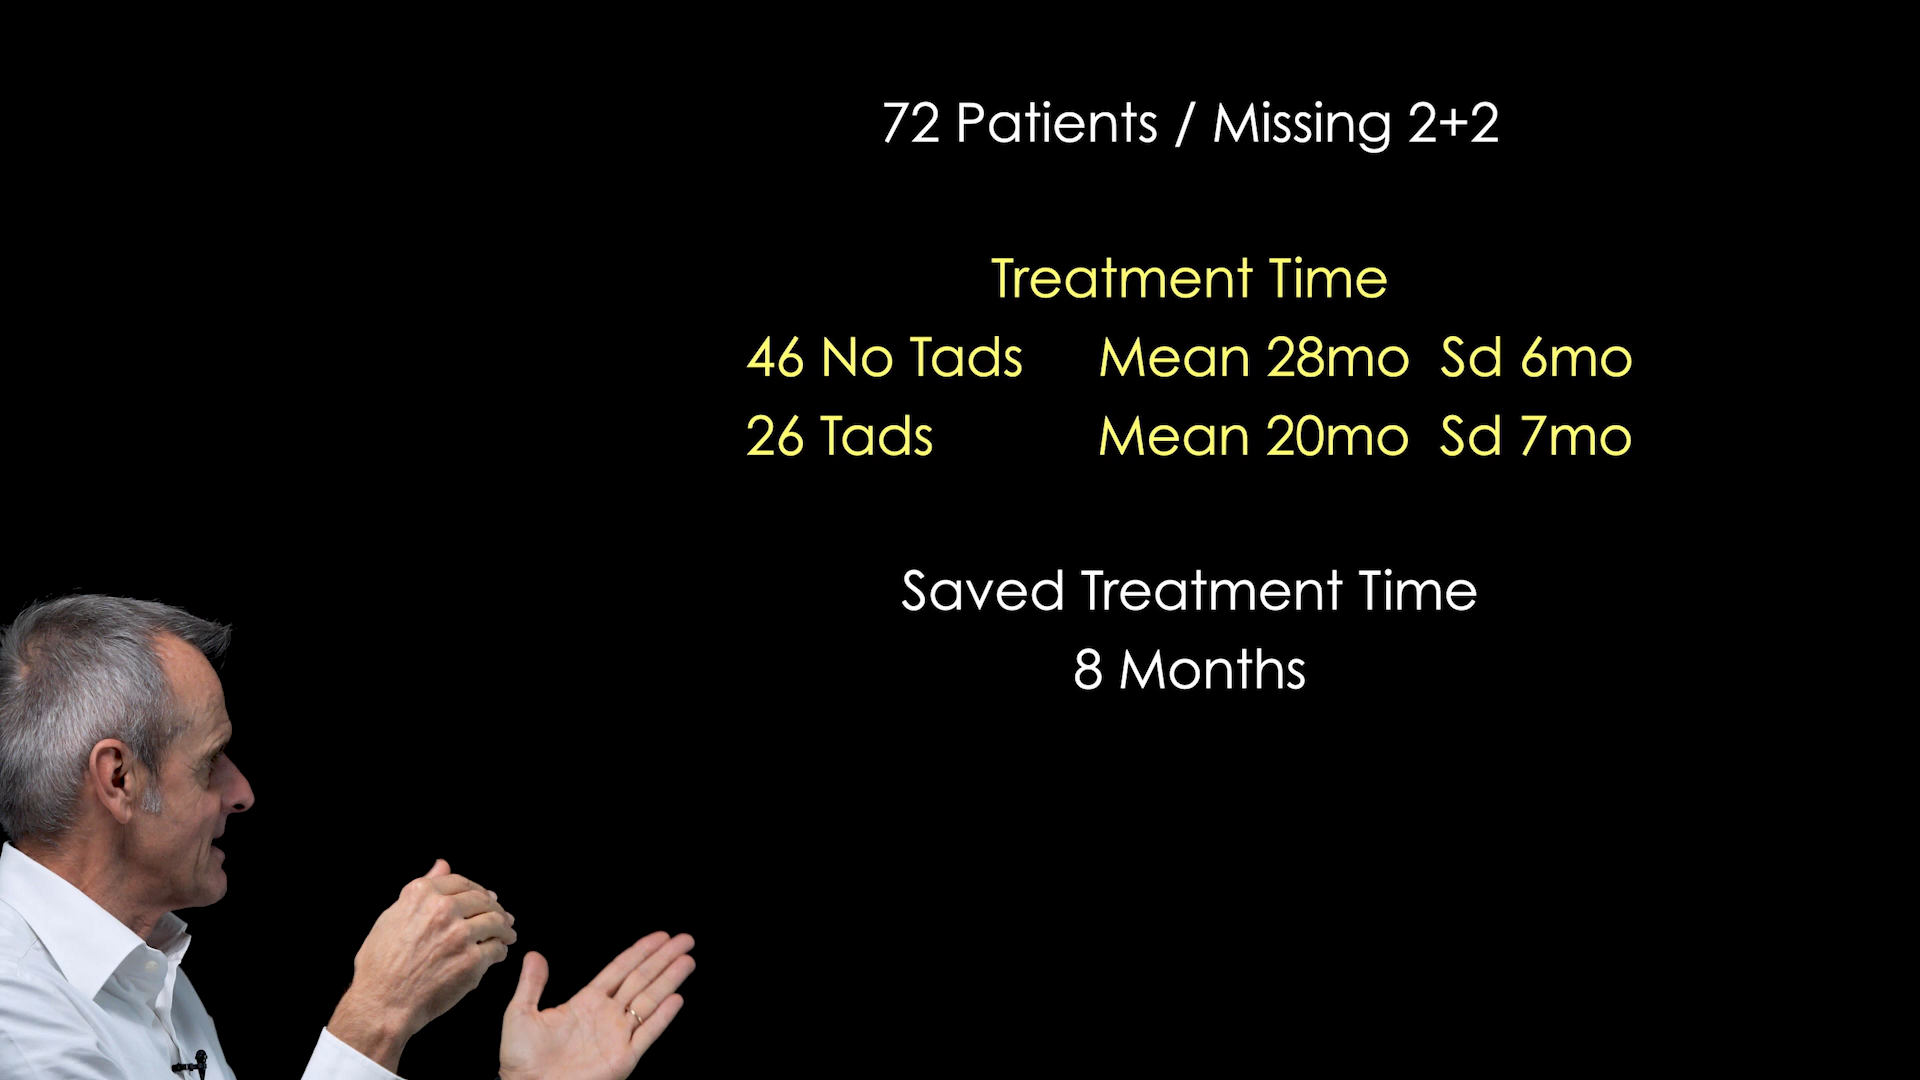 72 Patients / Missing 2+2
Treatment Time
46 No Tads Mean 28mo Sd 6mo
26 Tads Mean 20mo Sd 7mo
Saved Treatment Time
8 Months